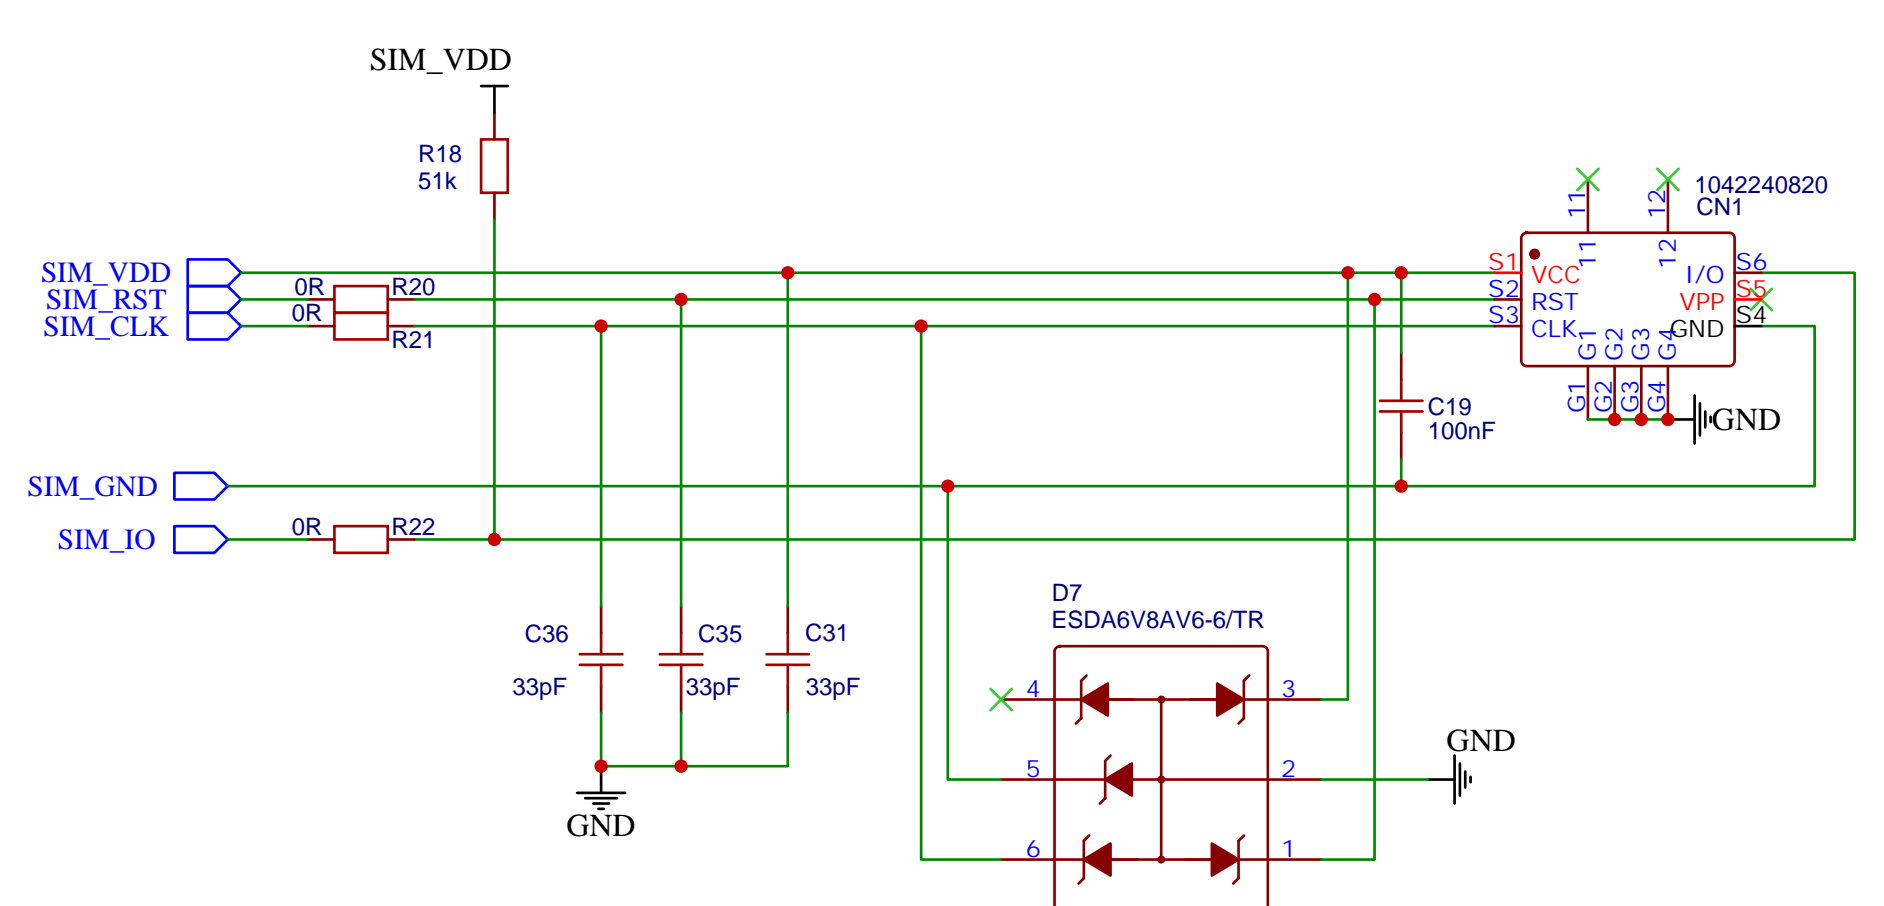 SIM_VDD
R18
51k
11
12
1042240820
CN1
11
12
SIM_VDD
S1
VCC
I/O
S6
SIM_RST
0R
R20
S2
RST
VPP
S5
SIM_CLK
0R
R21
S3
CLK
GND
S4
G1
G2
G3
G4
G1
G2
G3
G4
GND
C19
100nF
SIM_GND
SIM_IO
0R
R22
D7
ESDA6V8AV6-6/TR
C36
33pF
C35
33pF
C31
33pF
4
3
5
2
GND
6
1
GND